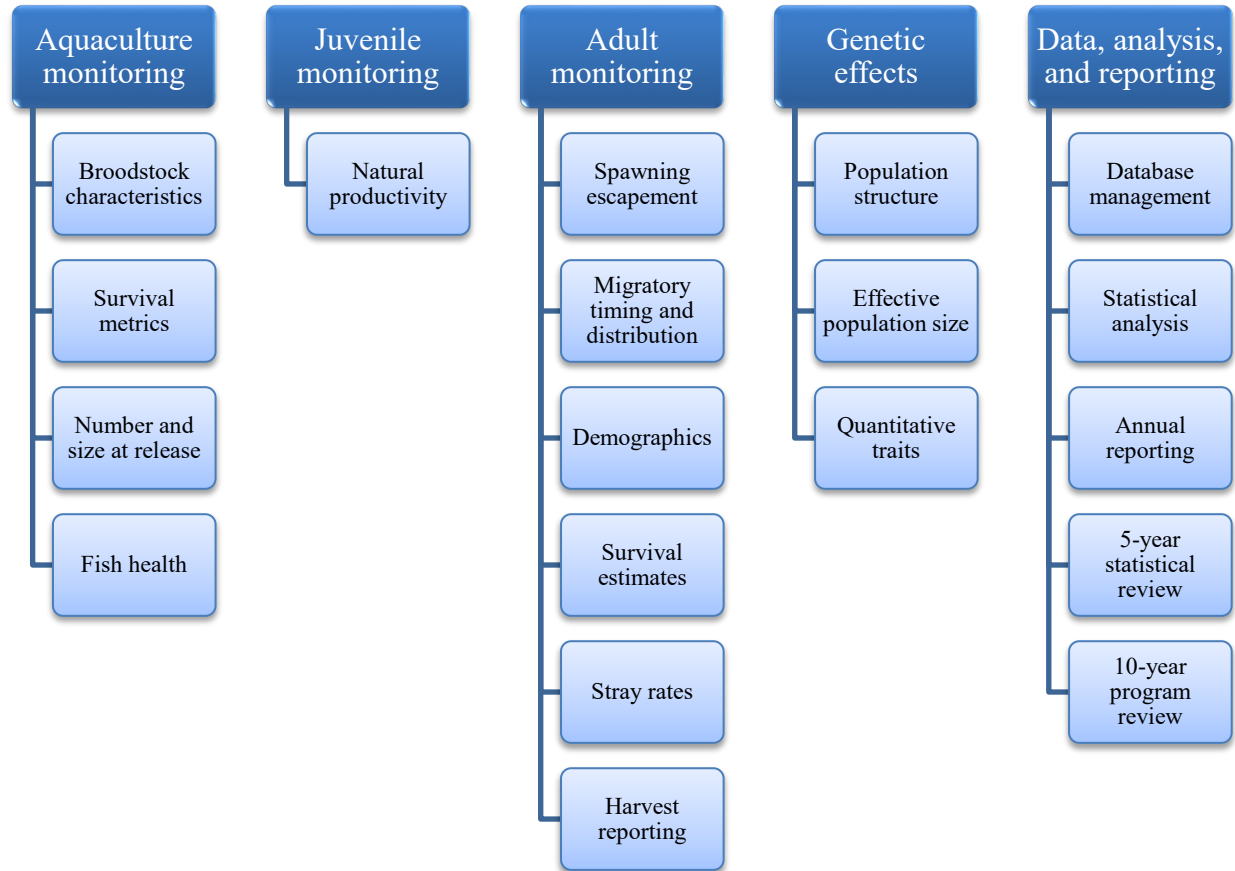 Aquaculture
monitoring
Broodstock
characteristics
Survival
metrics
Number and
size at release
Fish health
Juvenile
monitoring
Natural
productivity
Adult
monitoring
Spawning
escapement
Migratory
timing and
distribution
Demographics
Survival
estimates
Stray rates
Harvest
reporting
Genetic
effects
Population
structure
Effective
population size
Quantitative
traits
Data, analysis,
and reporting
Database
management
Statistical
analysis
Annual
reporting
5-year
statistical
review
10-year
program
review